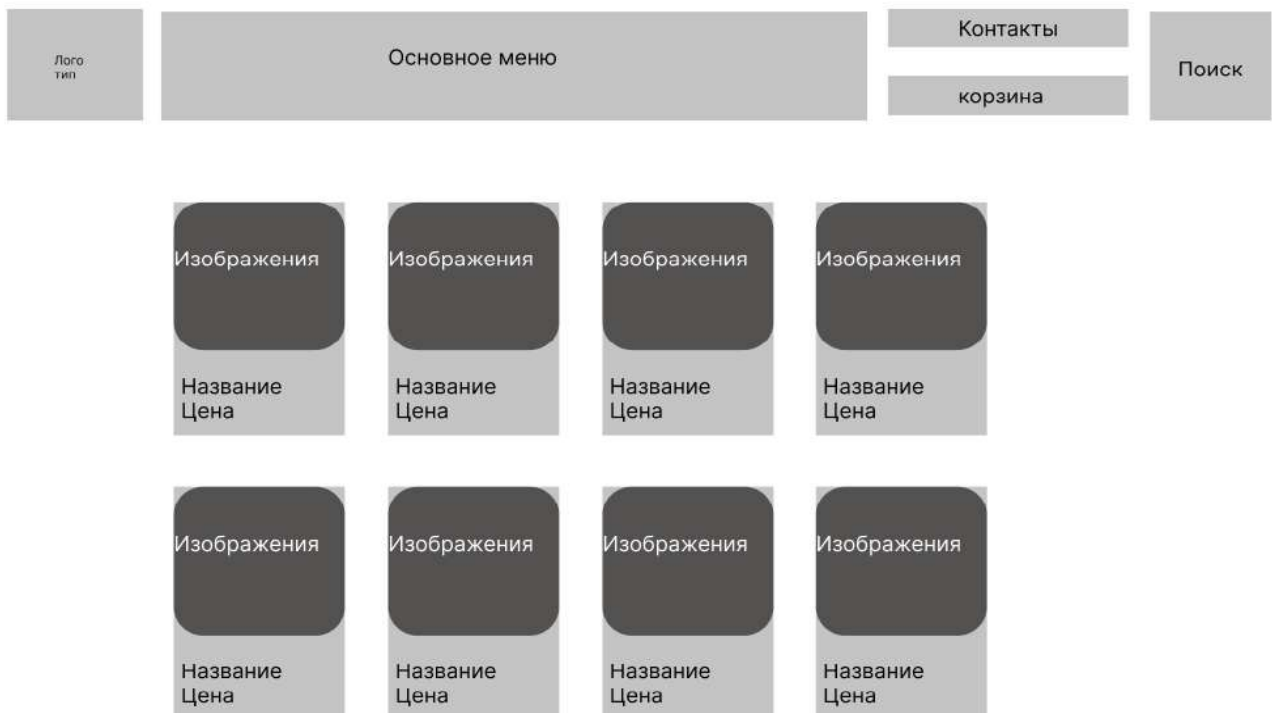 Лого
тип
Основное меню
Контакты
корзина
Поиск
Изображения
Изображения
Изображения
Изображения
Название
Цена
Название
Цена
Название
Цена
Название
Цена
Изображения
Изображения
Изображения
Изображения
Название
Цена
Название
Цена
Название
Цена
Название
Цена